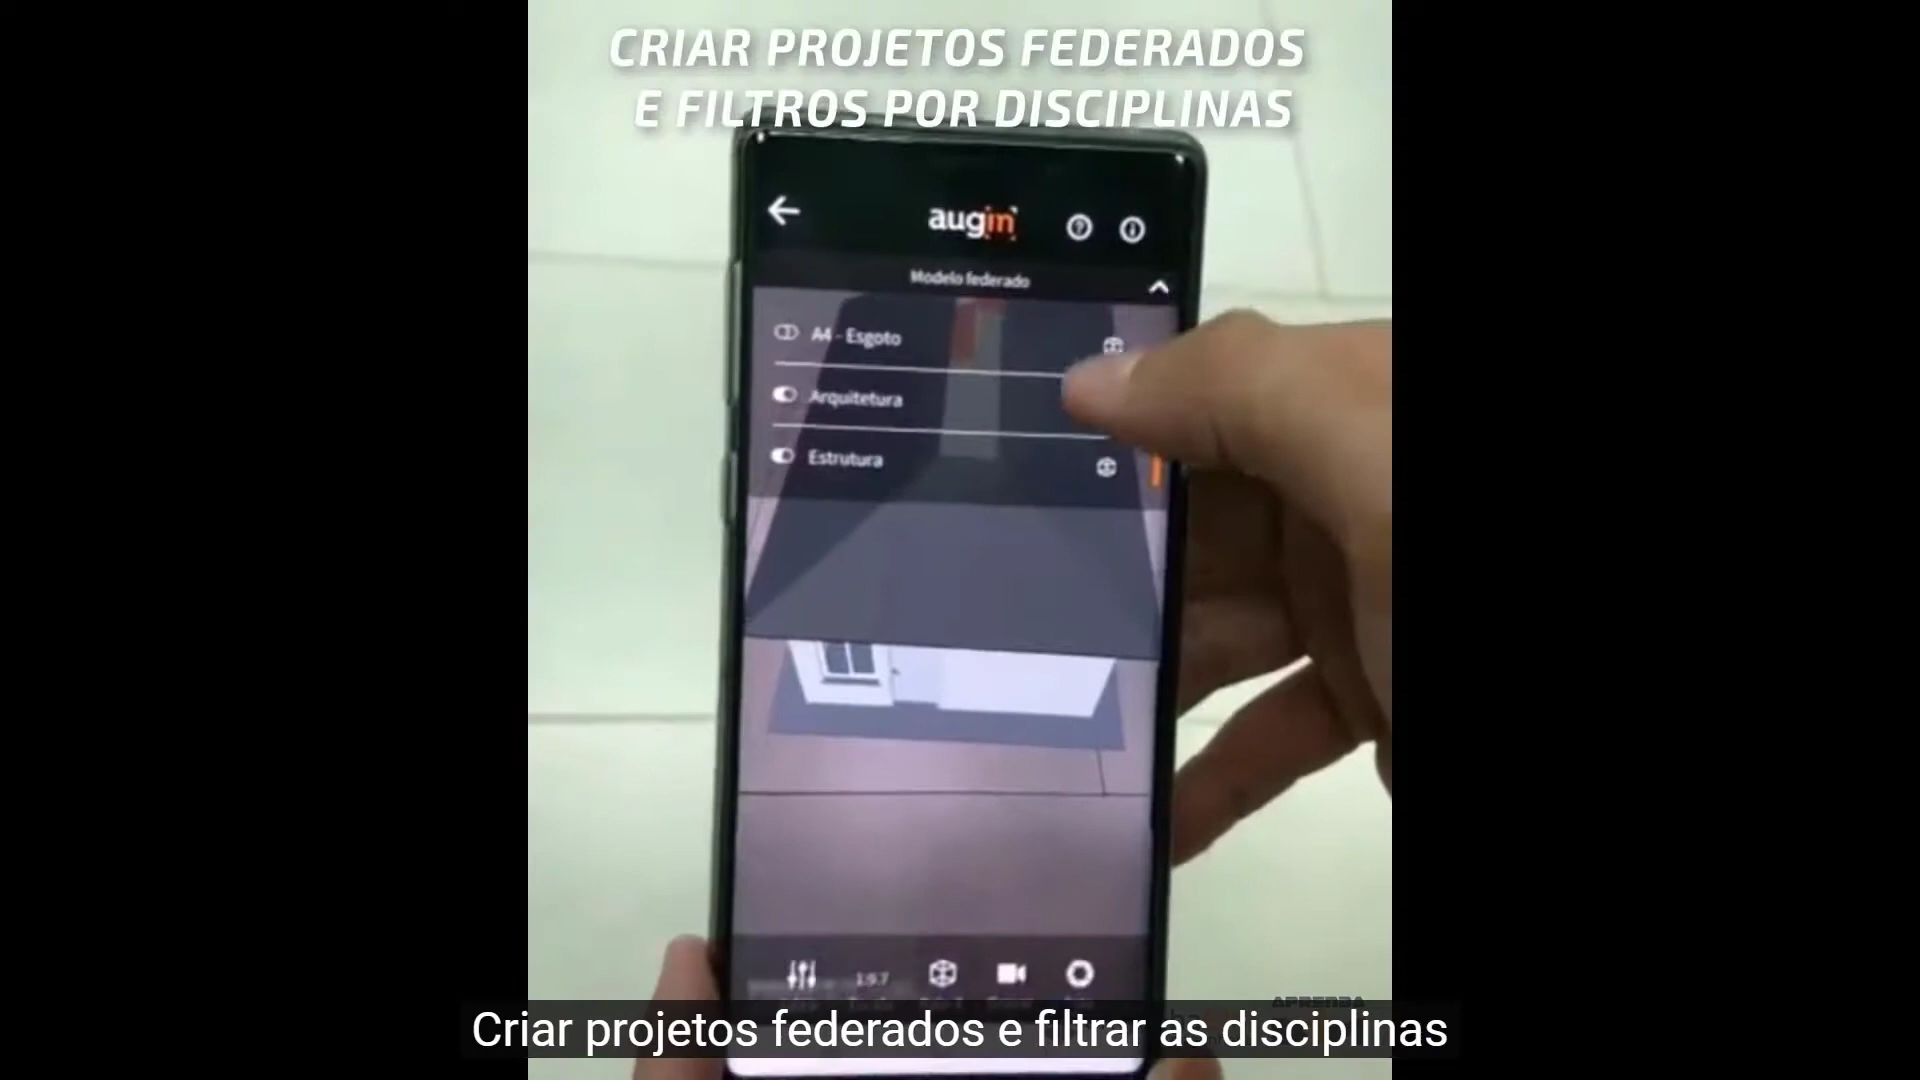 CRIAR PROJETOS FEDERADOS
E FILTROS POR DISCIPLINAS
augin
Modelo federado
A4 - Esgoto
Arquitetura
Estrutura
1:9.7
Criar projetos federados e filtrar as disciplinas